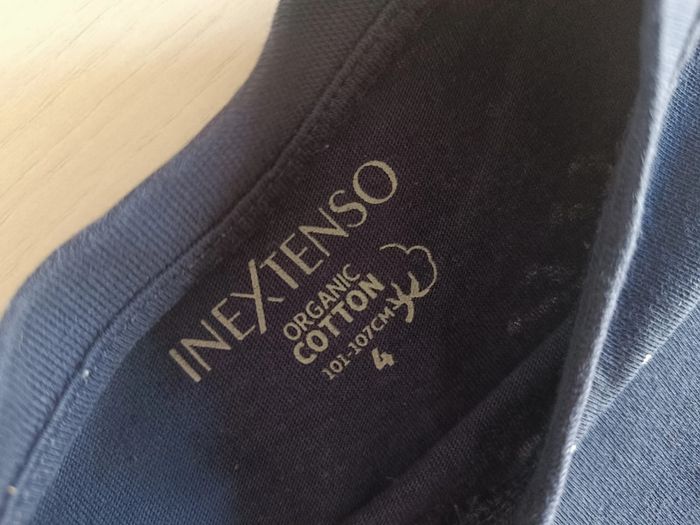 INEXTENSO
ORGANIC
COTTON
101-107CM
4